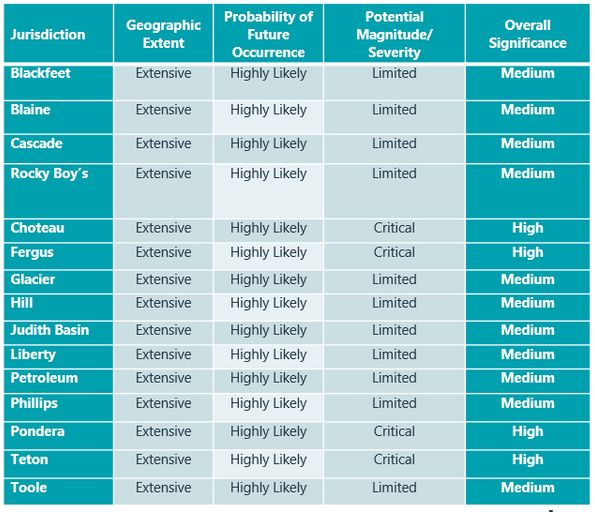 Jurisdiction Geographic Extent Probability of Future Occurrence Potential Magnitude/ Severity Overall Significance
Blackfeet Extensive Highly Likely Limited Medium
Blaine Extensive Highly Likely Limited Medium
Cascade Extensive Highly Likely Limited Medium
Rocky Boy’s Extensive Highly Likely Limited Medium
Choteau Extensive Highly Likely Critical High
Fergus Extensive Highly Likely Critical High
Glacier Extensive Highly Likely Limited Medium
Hill Extensive Highly Likely Limited Medium
Judith Basin Extensive Highly Likely Limited Medium
Liberty Extensive Highly Likely Limited Medium
Petroleum Extensive Highly Likely Limited Medium
Phillips Extensive Highly Likely Limited Medium
Pondera Extensive Highly Likely Critical High
Teton Extensive Highly Likely Critical High
Toole Extensive Highly Likely Limited Medium